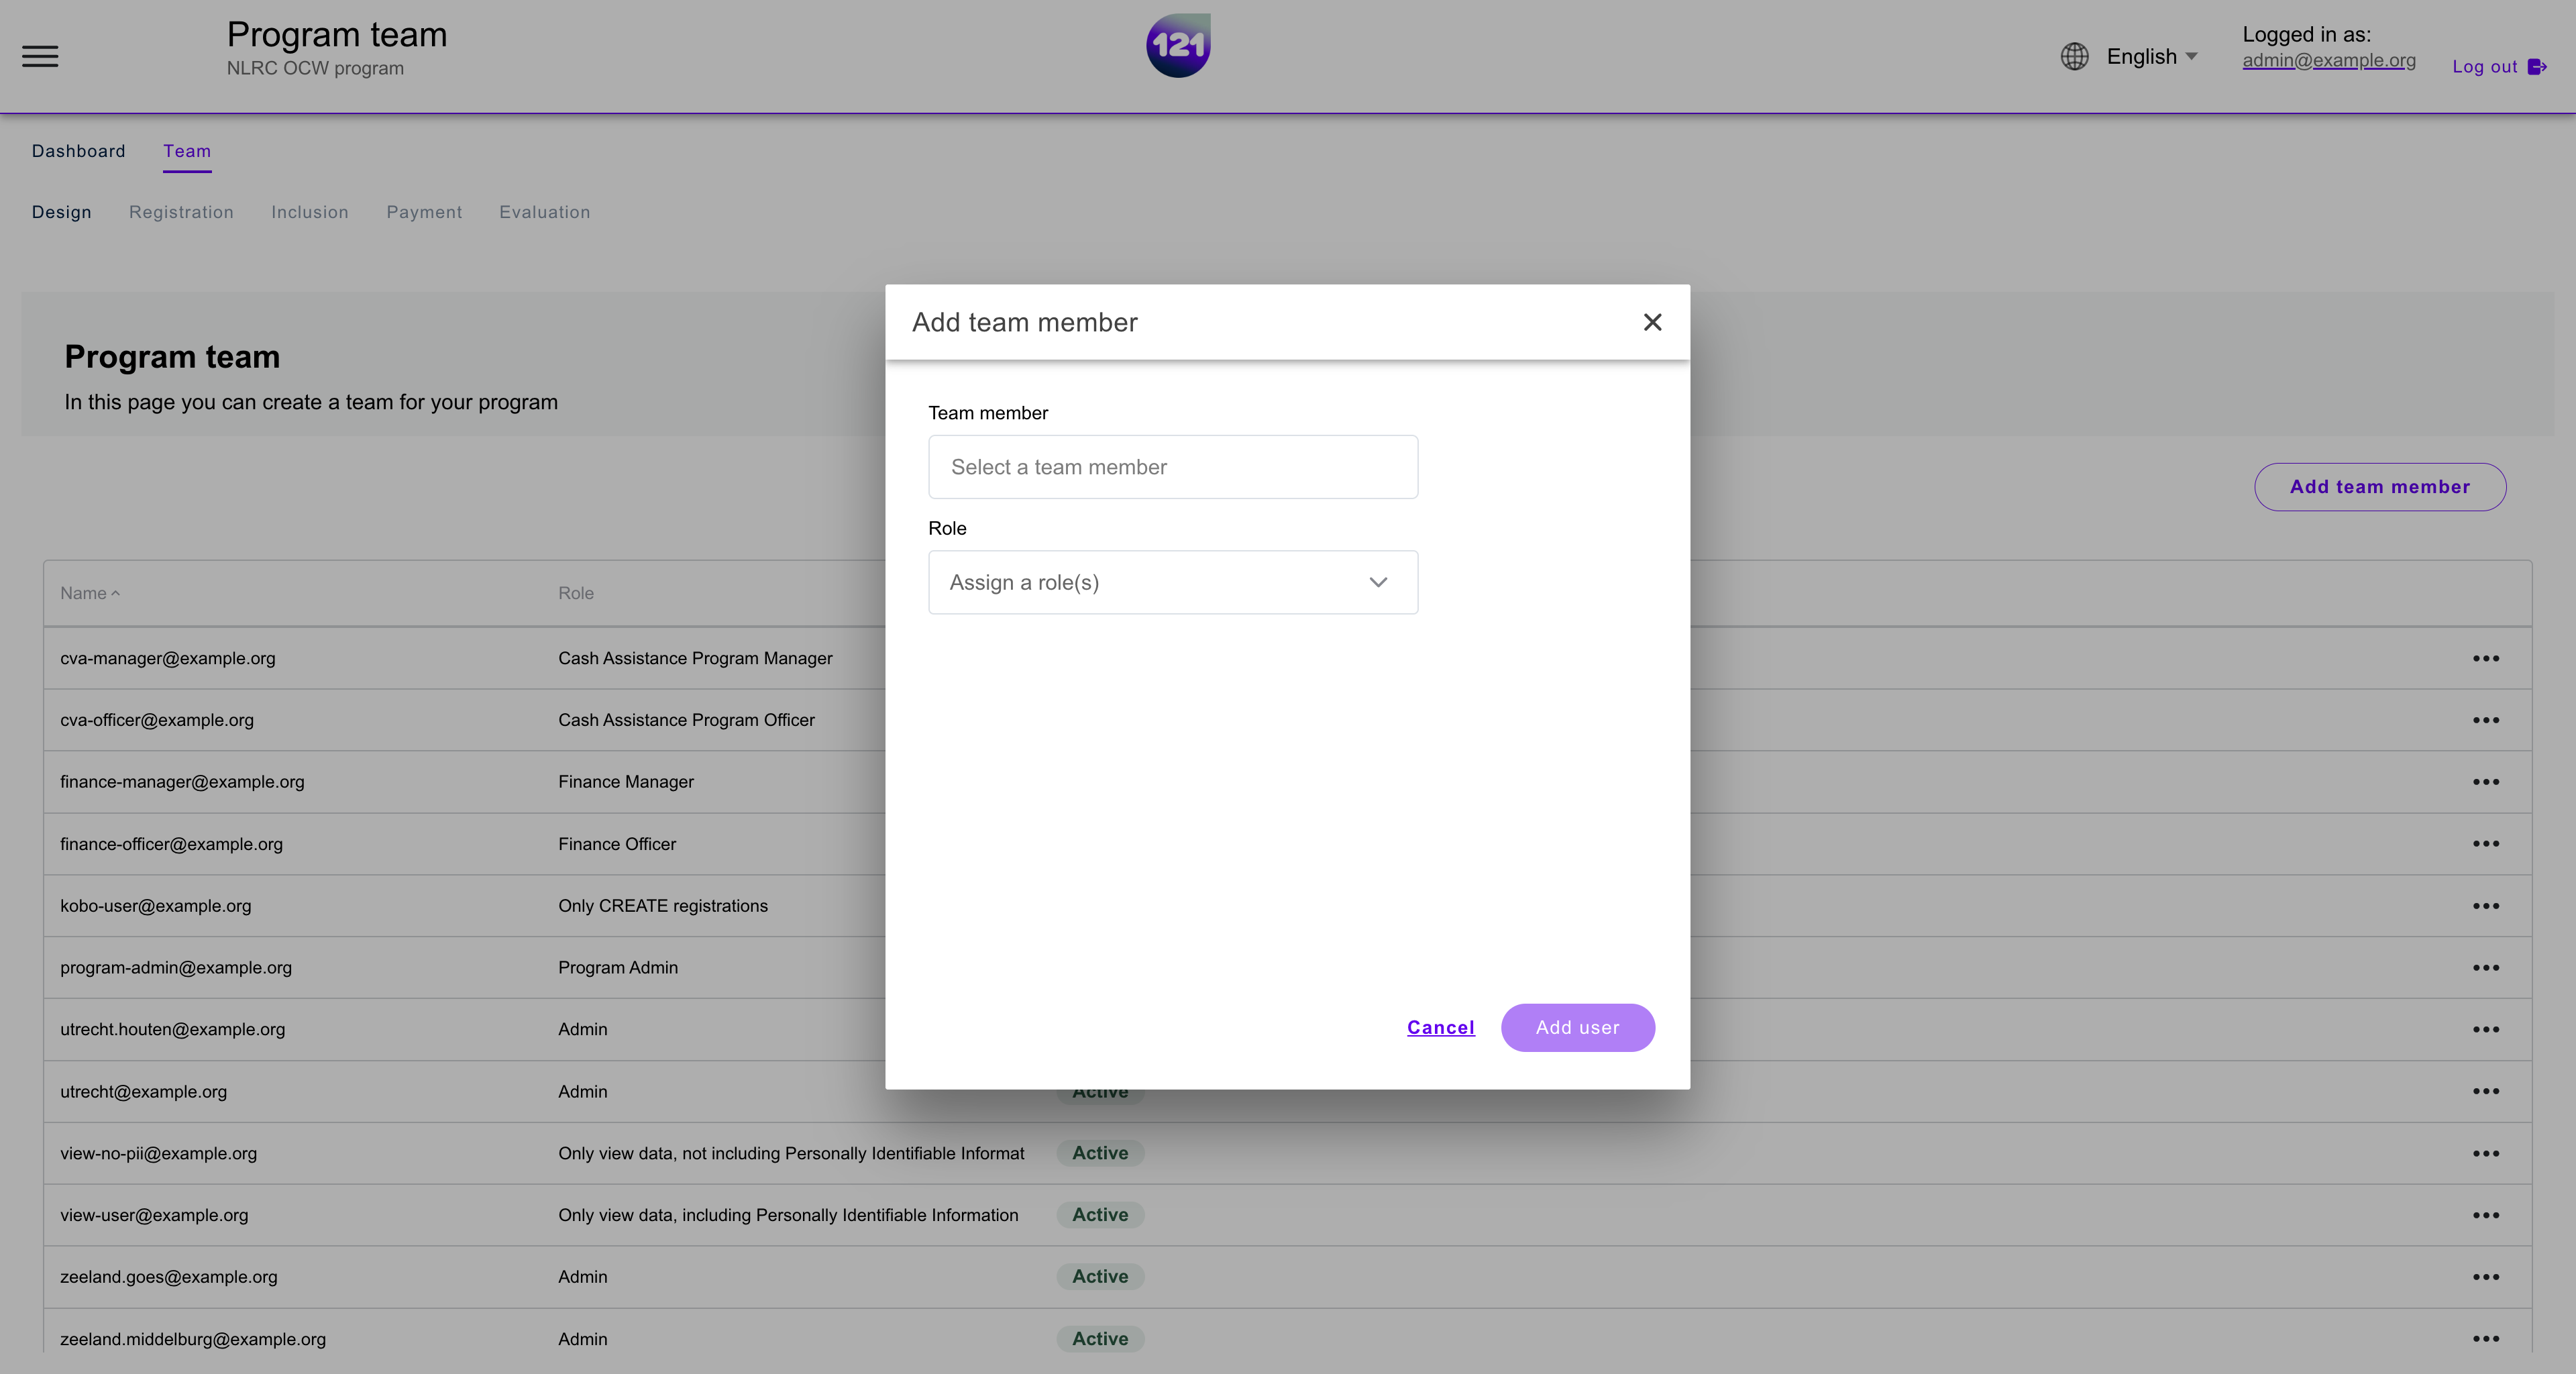 Program team
NLRC OCW program
121
English
Logged in as:
admin@example.org
Log out
Dashboard Team
Design Registration Inclusion Payment Evaluation
Program team
In this page you can create a team for your program
Add team member
Name Role
cva-manager@example.org Cash Assistance Program Manager
cva-officer@example.org Cash Assistance Program Officer
finance-manager@example.org Finance Manager
finance-officer@example.org Finance Officer
kobo-user@example.org Only CREATE registrations
program-admin@example.org Program Admin
utrecht.houten@example.org Admin
utrecht@example.org Admin Active
view-no-pii@example.org Only view data, not including Personally Identifiable Informat Active
view-user@example.org Only view data, including Personally Identifiable Information Active
zeeland.goes@example.org Admin Active
zeeland.middelburg@example.org Admin Active
Add team member
Team member
Select a team member
Role
Assign a role(s)
Cancel Add user